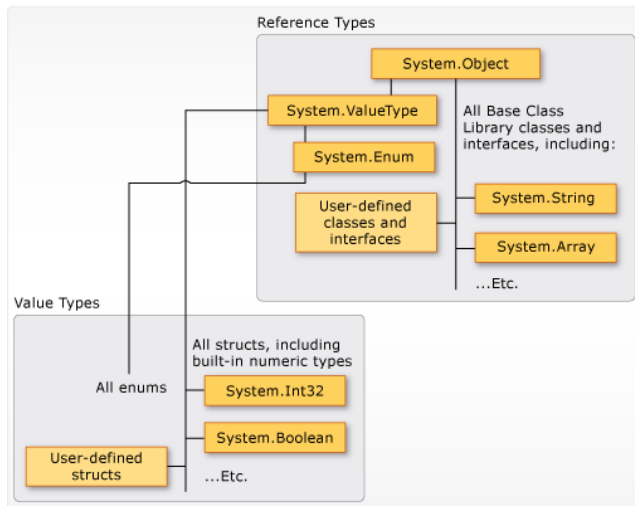 Reference Types
System.Object
System.ValueType
All Base Class
Library classes and
interfaces, including:
System.Enum
System.String
User-defined
classes and
interfaces
System.Array
...Etc.
Value Types
All structs, including
built-in numeric types
All enums
System.Int32
System.Boolean
User-defined
structs
...Etc.